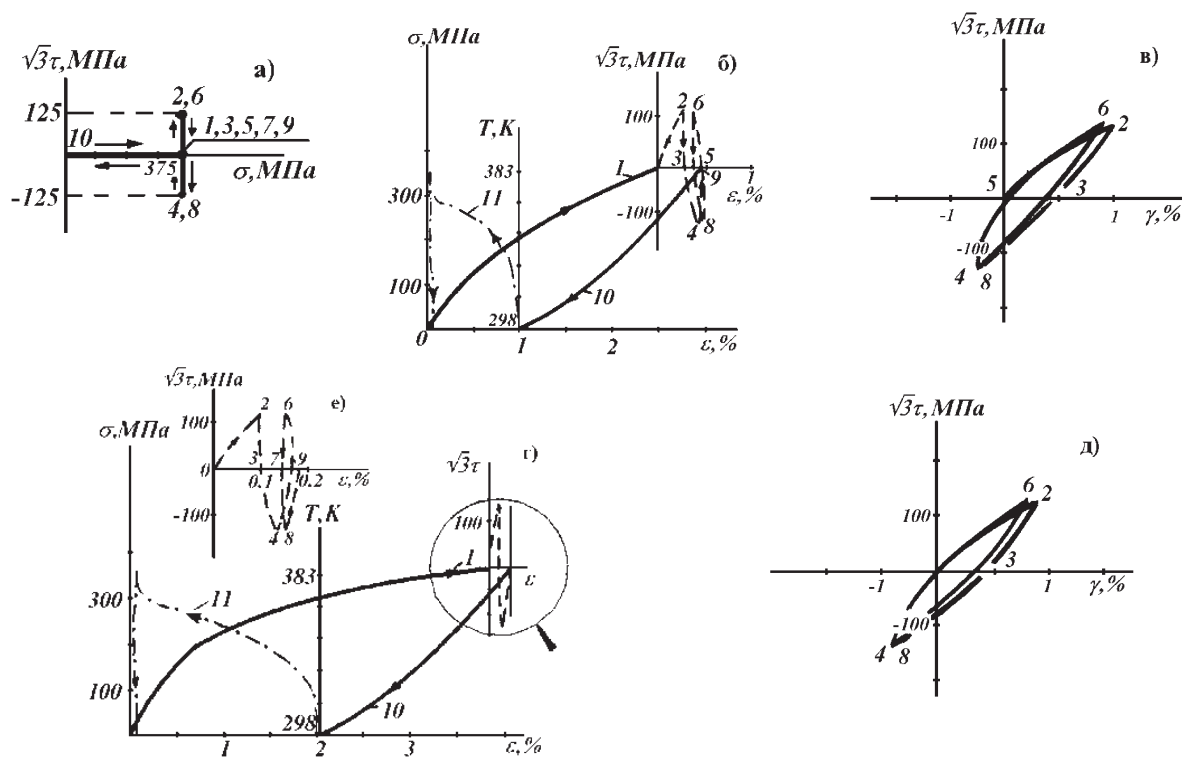 √3τ,МПа
а)
125
2,6
10
1,3,5,7,9
375
σ,МПа
-125
4,8
σ,МПа
√3τ,МПа
б)
T,K
100
2
6
383
1
3
5
9
1
ε,%
300
11
-100
4
8
100
10
298
0
1
2
ε,%
√3τ,МПа
в)
6
2
100
5
3
-1
1
γ,%
-100
4
8
√3τ,МПа
е)
100
2
6
σ,МПа
3
7
9
0
0.1
0.2
ε,%
г)
-100
4
8
T,K
√3τ
100
383
1
ε
300
11
100
298
10
1
2
3
ε,%
√3τ,МПа
д)
6
2
100
3
-1
1
γ,%
-100
4
8